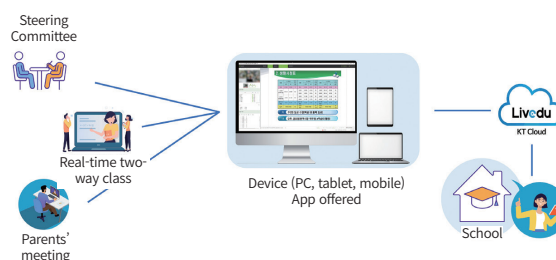 Steering
Committee
Real-time two-
way class
Parents'
meeting
Device (PC, tablet, mobile)
App offered
Livedu
KT Cloud
School